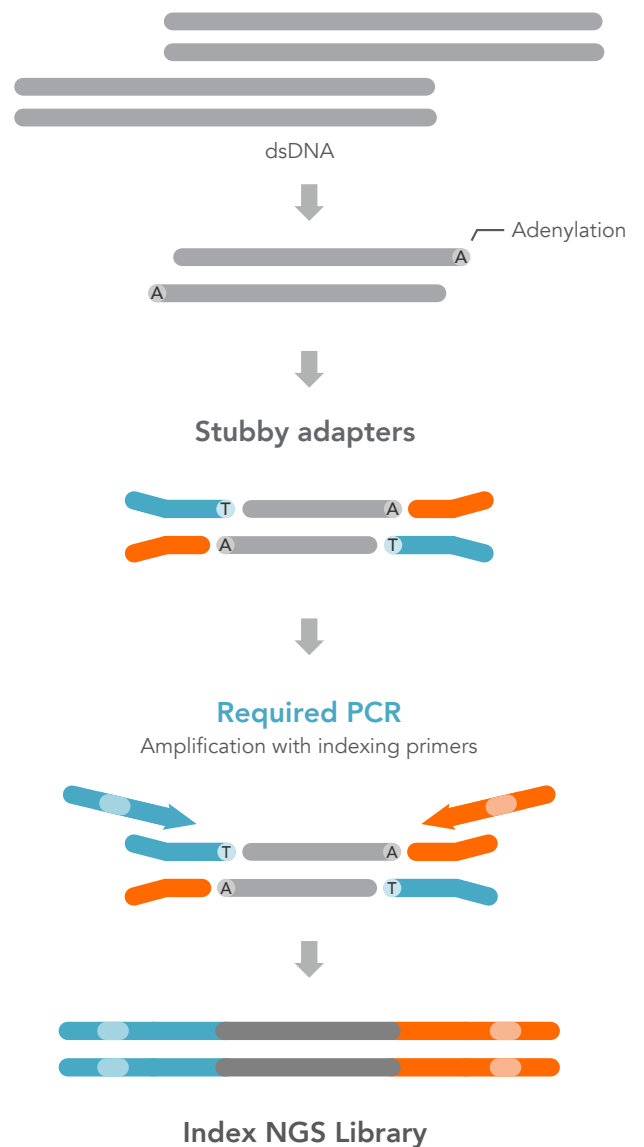 dsDNA
Adenylation
A
A
Stubby adapters
T A
A T
Required PCR
Amplification with indexing primers
T A
A T
Index NGS Library